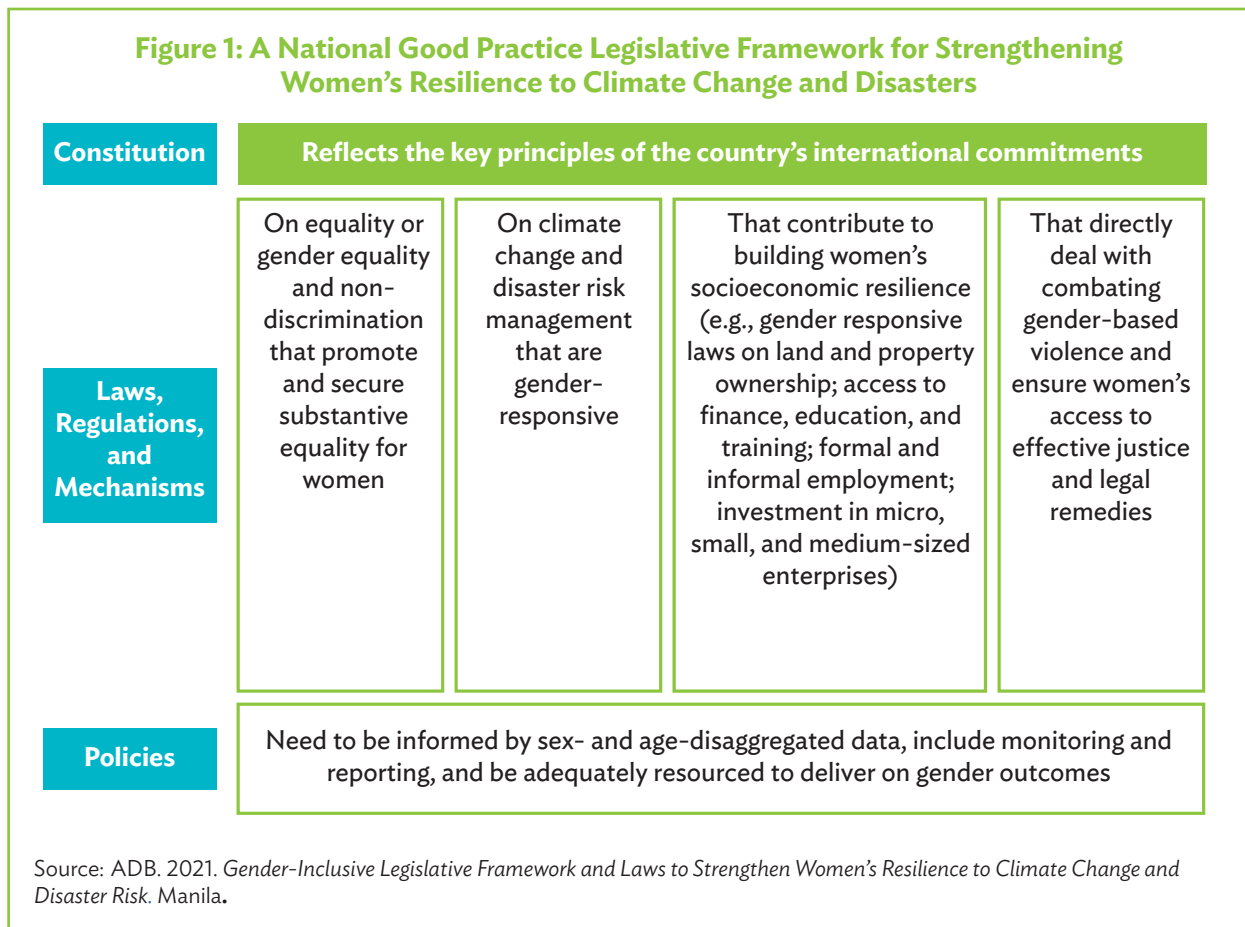 Figure 1: A National Good Practice Legislative Framework for Strengthening
Women's Resilience to Climate Change and Disasters
Constitution
Reflects the key principles of the country's international commitments
Laws,
Regulations,
and
Mechanisms
On equality or
gender equality
and non-
discrimination
that promote
and secure
substantive
equality for
women
On climate
change and
disaster risk
management
that are
gender-
responsive
That contribute to
building women's
socioeconomic resilience
(e.g., gender responsive
laws on land and property
ownership; access to
finance, education, and
training; formal and
informal employment;
investment in micro,
small, and medium-sized
enterprises)
That directly
deal with
combating
gender-based
violence and
ensure women's
access to
effective justice
and legal
remedies
Policies
Need to be informed by sex- and age-disaggregated data, include monitoring and
reporting, and be adequately resourced to deliver on gender outcomes
Source: ADB. 2021. Gender-Inclusive Legislative Framework and Laws to Strengthen Women's Resilience to Climate Change and
Disaster Risk. Manila.